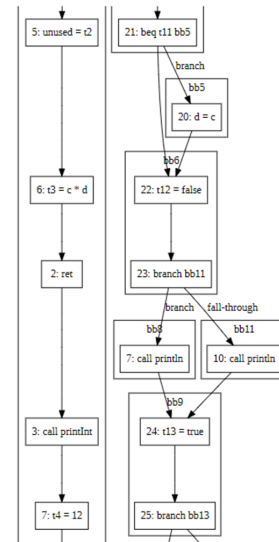 5: unused = t2
21: beq t11 bb5
branch
bb5
20: d = c
bb6
6: t3 = c * d
22: t12 = false
2: ret
23: branch bb11
branch
fall-through
bb8
bb11
7: call println
10: call println
bb9
3: call printInt
24: t13 = true
7: t4 = 12
25: branch bb13